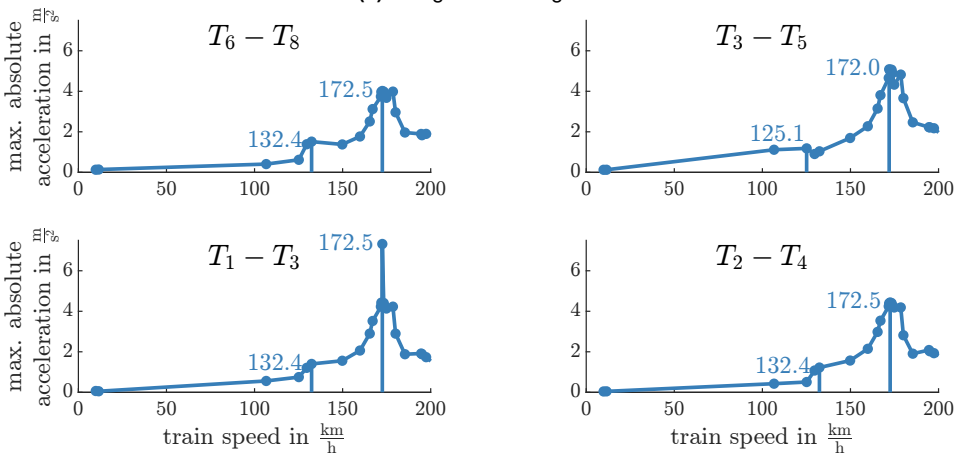 max. absolute
acceleration in m/s²
T₆ − T₈
172.5
132.4
6
4
2
0
0 50 100 150 200
T₃ − T₅
172.0
125.1
6
4
2
0
0 50 100 150 200
max. absolute
acceleration in m/s²
T₁ − T₃
172.5
132.4
6
4
2
0
0 50 100 150 200
train speed in km/h
T₂ − T₄
172.5
132.4
6
4
2
0
0 50 100 150 200
train speed in km/h